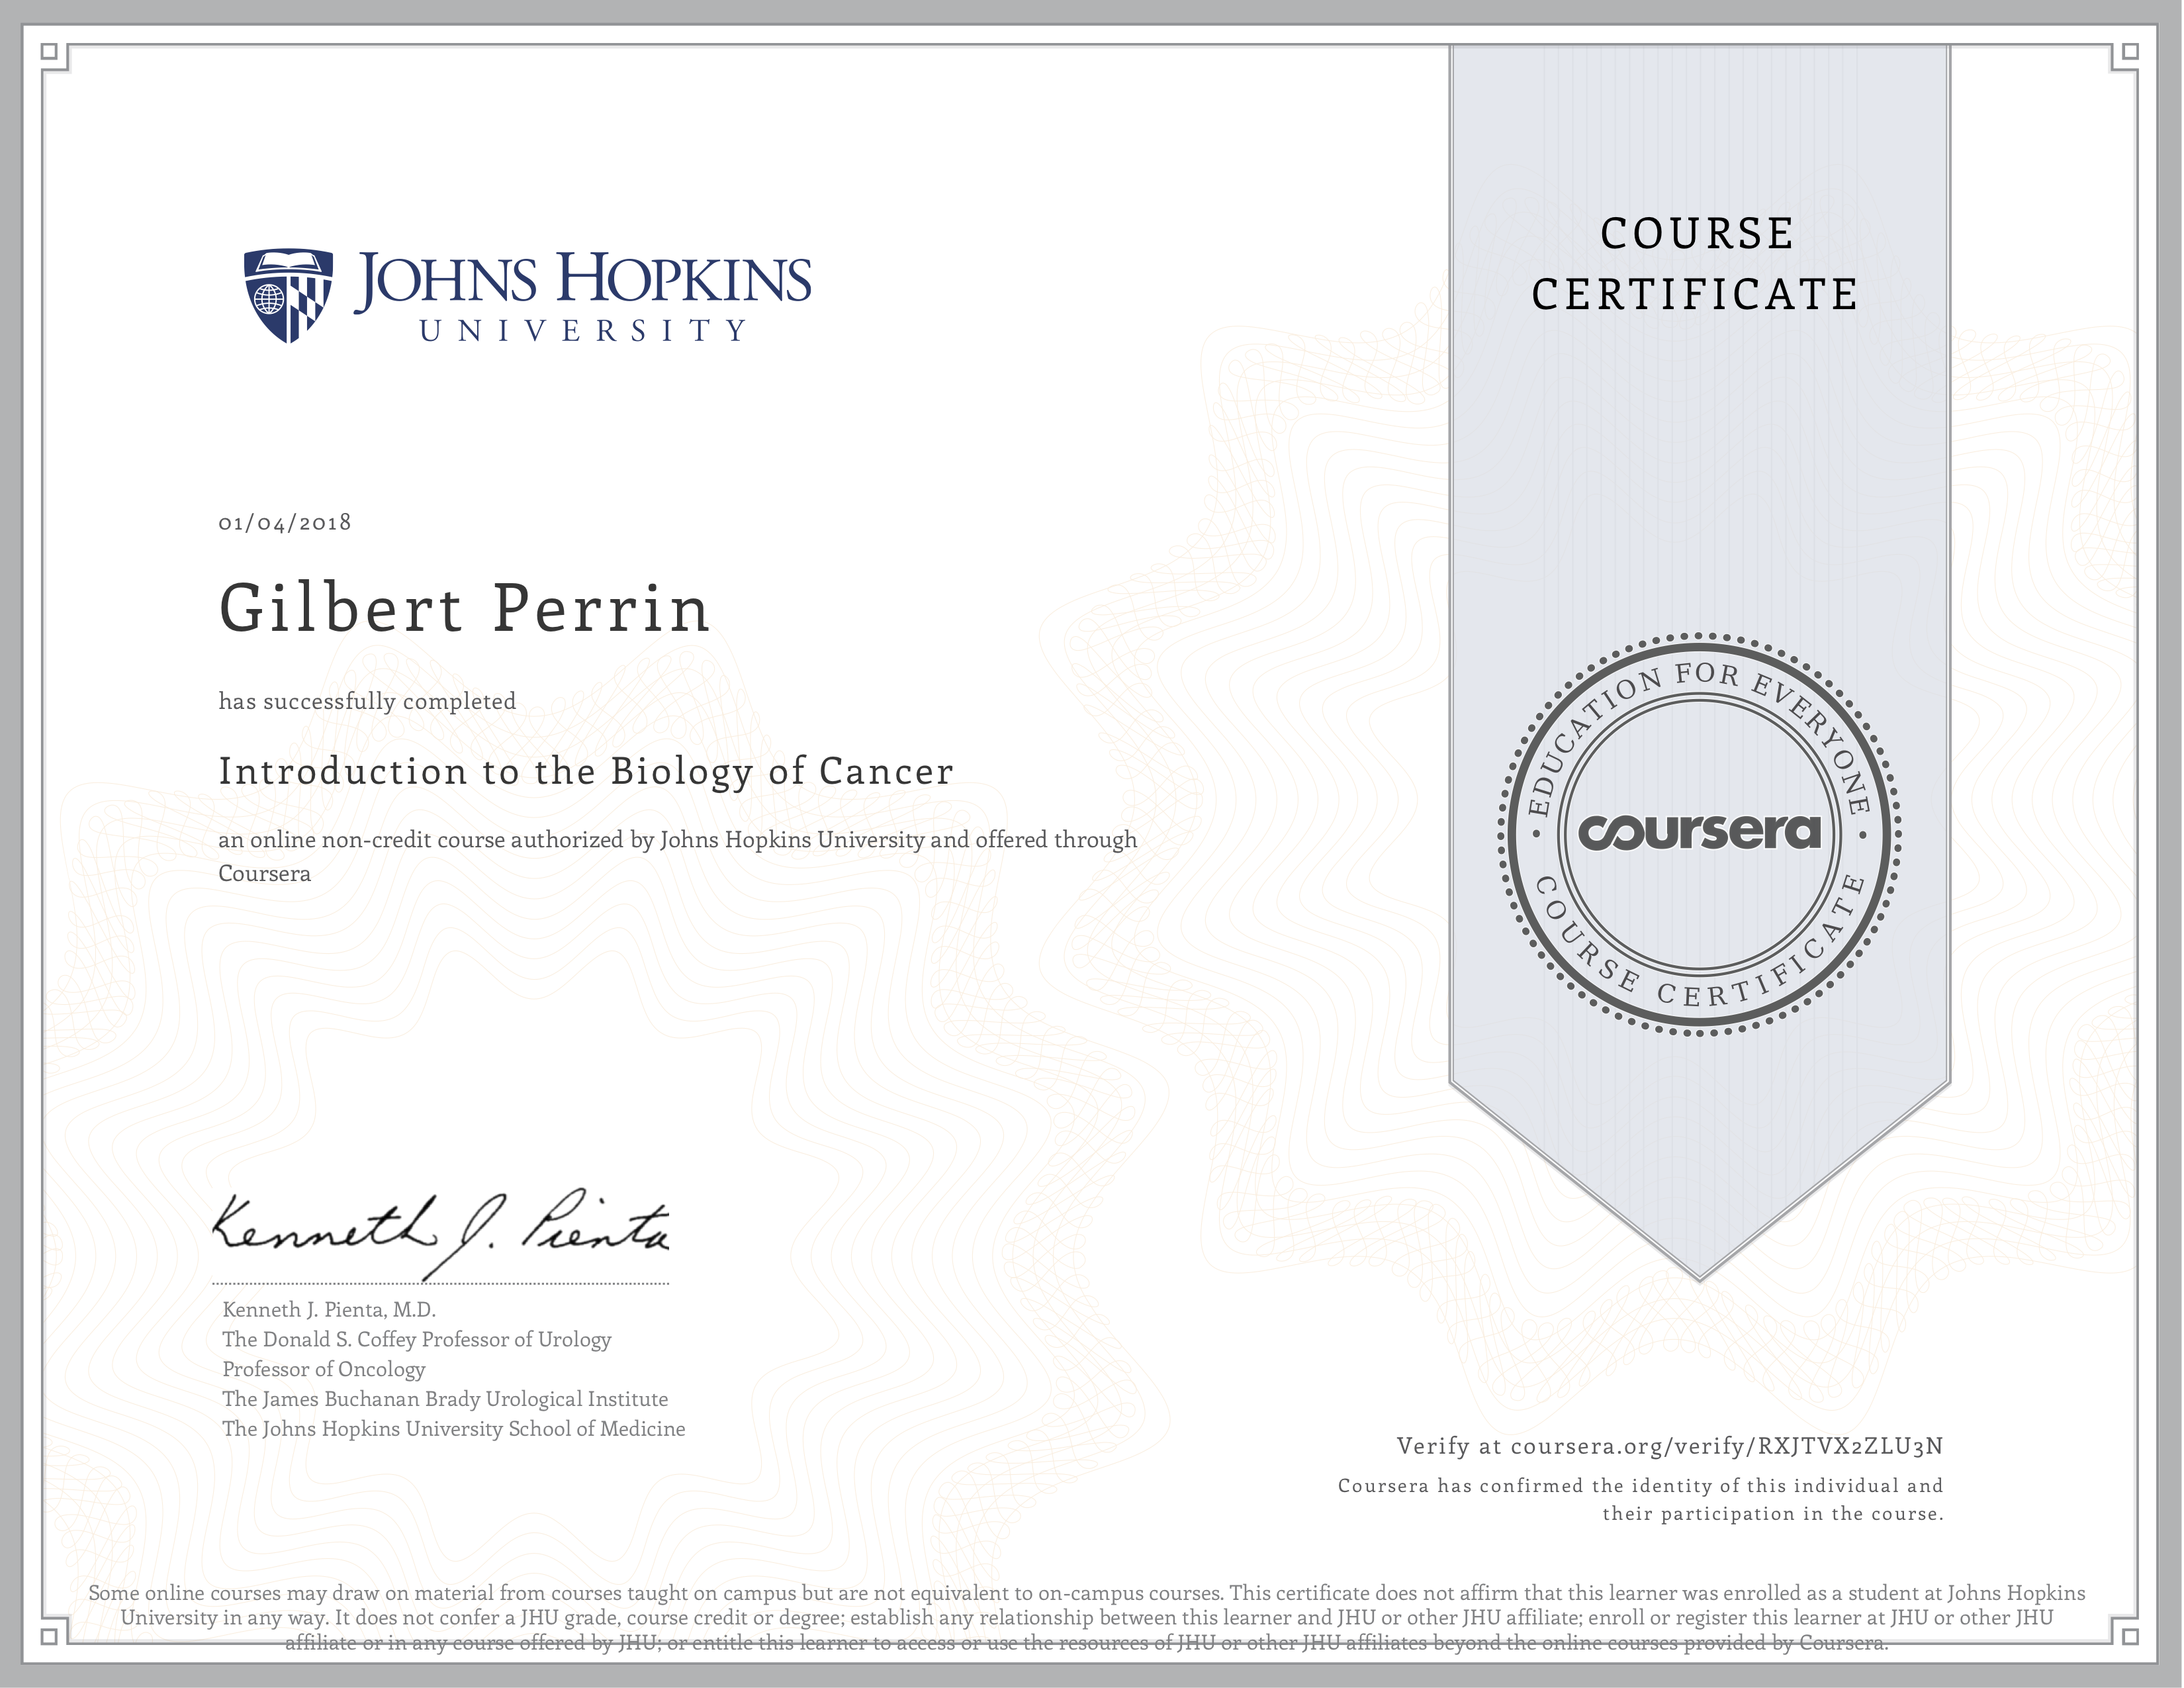 JOHNS HOPKINS
UNIVERSITY
COURSE
CERTIFICATE
01/04/2018
Gilbert Perrin
has successfully completed
Introduction to the Biology of Cancer
an online non-credit course authorized by Johns Hopkins University and offered through
Coursera
EDUCATION FOR EVERYONE
coursera
COURSE CERTIFICATE
Kenneth J. Pienta
Kenneth J. Pienta, M.D.
The Donald S. Coffey Professor of Urology
Professor of Oncology
The James Buchanan Brady Urological Institute
The Johns Hopkins University School of Medicine
Verify at coursera.org/verify/RXJTVX2ZLU3N
Coursera has confirmed the identity of this individual and
their participation in the course.
Some online courses may draw on material from courses taught on campus but are not equivalent to on-campus courses. This certificate does not affirm that this learner was enrolled as a student at Johns Hopkins
University in any way. It does not confer a JHU grade, course credit or degree; establish any relationship between this learner and JHU or other JHU affiliate; enroll or register this learner at JHU or other JHU
affiliate or in any course offered by JHU; or entitle this learner to access or use the resources of JHU or other JHU affiliates beyond the online courses provided by Coursera.